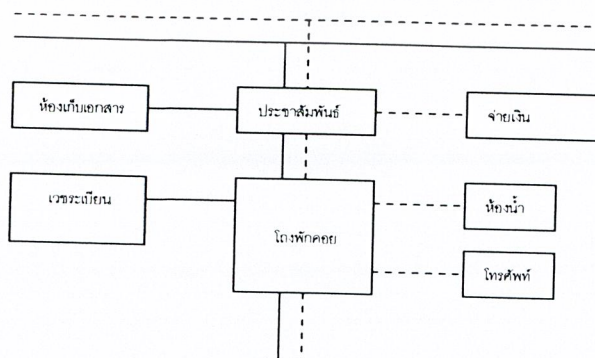 ห้องเก็บเอกสาร
ประชาสัมพันธ์
จ่ายเงิน
เวชระเบียน
โถงพักคอย
ห้องน้ำ
โทรศัพท์